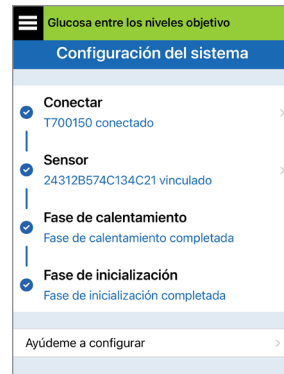 Glucosa entre los niveles objetivo
Configuración del sistema
Conectar
T700150 conectado
Sensor
24312B574C134C21 vinculado
Fase de calentamiento
Fase de calentamiento completada
Fase de inicialización
Fase de inicialización completada
Ayúdeme a configurar